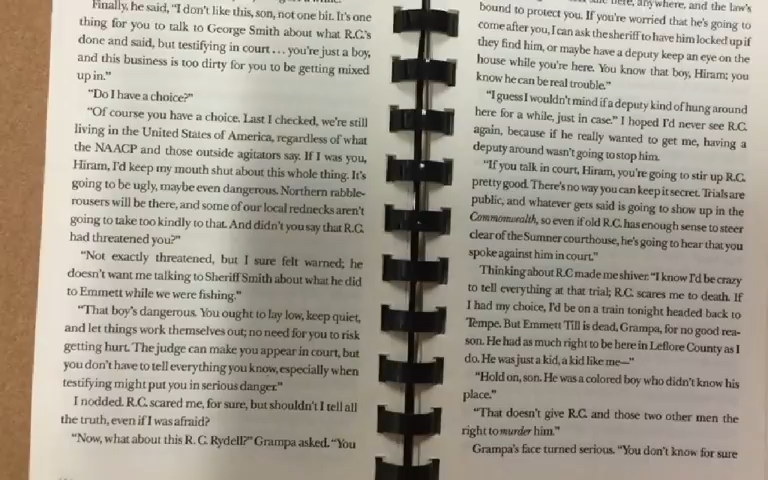 Finally, he said, "I don't like this, son, not one bit. It's one
thing for you to talk to George Smith about what R.C.'s
done and said, but testifying in court . . . you're just a boy,
and this business is too dirty for you to be getting mixed
up in."
"Do I have a choice?"
"Of course you have a choice. Last I checked, we're still
living in the United States of America, regardless of what
the NAACP and those outside agitators say. If I was you,
Hiram, I'd keep my mouth shut about this whole thing. It's
going to be ugly, maybe even dangerous. Northern rabble-
rousers will be there, and some of our local rednecks aren't
going to take too kindly to that. And didn't you say that R.C.
had threatened you?"
"Not exactly threatened, but I sure felt warned; he
doesn't want me talking to Sheriff Smith about what he did
to Emmett while we were fishing."
"That boy's dangerous. You ought to lay low, keep quiet,
and let things work themselves out; no need for you to risk
getting hurt. The judge can make you appear in court, but
you don't have to tell everything you know, especially when
testifying might put you in serious danger."
I nodded. R.C. scared me, for sure, but shouldn't I tell all
the truth, even if I was afraid?
"Now, what about this R. C. Rydell?" Grampa asked. "You
here, anywhere, and the law's
bound to protect you. If you're worried that he's going to
come after you, I can ask the sheriff to have him locked up if
they find him, or maybe have a deputy keep an eye on the
house while you're here. You know that boy, Hiram; you
know he can be real trouble."
"I guess I wouldn't mind if a deputy kind of hung around
here for a while, just in case." I hoped I'd never see R.C.
again, because if he really wanted to get me, having a
deputy around wasn't going to stop him.
"If you talk in court, Hiram, you're going to stir up R.C.
pretty good. There's no way you can keep it secret. Trials are
public, and whatever gets said is going to show up in the
Commonwealth, so even if old R.C. has enough sense to steer
clear of the Sumner courthouse, he's going to hear that you
spoke against him in court."
Thinking about R.C made me shiver. "I know I'd be crazy
to tell everything at that trial; R.C. scares me to death. If
I had my choice, I'd be on a train tonight headed back to
Tempe. But Emmett Till is dead, Grampa, for no good rea-
son. He had as much right to be here in Leflore County as I
do. He was just a kid, a kid like me—"
"Hold on, son. He was a colored boy who didn't know his
place."
"That doesn't give R.C. and those two other men the
right to murder him."
Grampa's face turned serious. "You don't know for sure